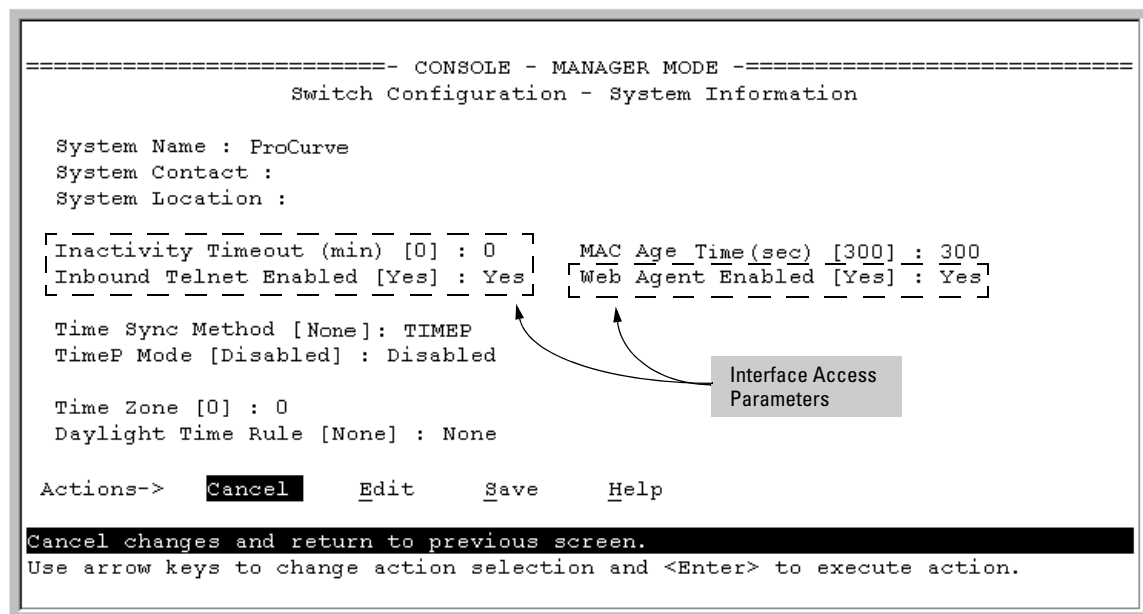 ===========================- CONSOLE - MANAGER MODE -============================
Switch Configuration - System Information
System Name : ProCurve
System Contact :
System Location :
Inactivity Timeout (min) [0] : 0 MAC Age Time(sec) [300] : 300
Inbound Telnet Enabled [Yes] : Yes Web Agent Enabled [Yes] : Yes
Time Sync Method [None]: TIMEP
TimeP Mode [Disabled] : Disabled
Interface Access
Parameters
Time Zone [0] : 0
Daylight Time Rule [None] : None
Actions-> Cancel Edit Save Help
Cancel changes and return to previous screen.
Use arrow keys to change action selection and <Enter> to execute action.